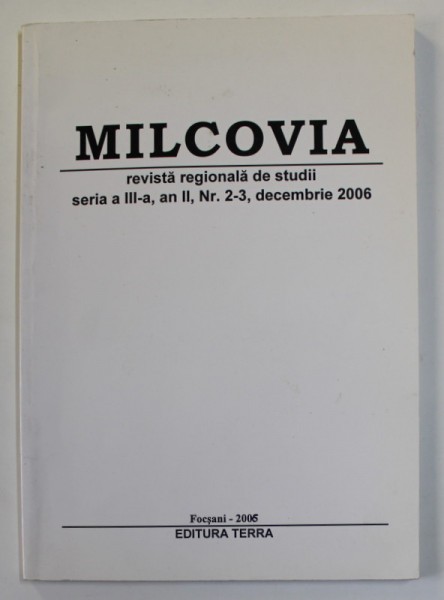 MILCOVIA
revistă regională de studii
seria a III-a, an II, Nr. 2-3, decembrie 2006
Focșani - 2006
EDITURA TERRA